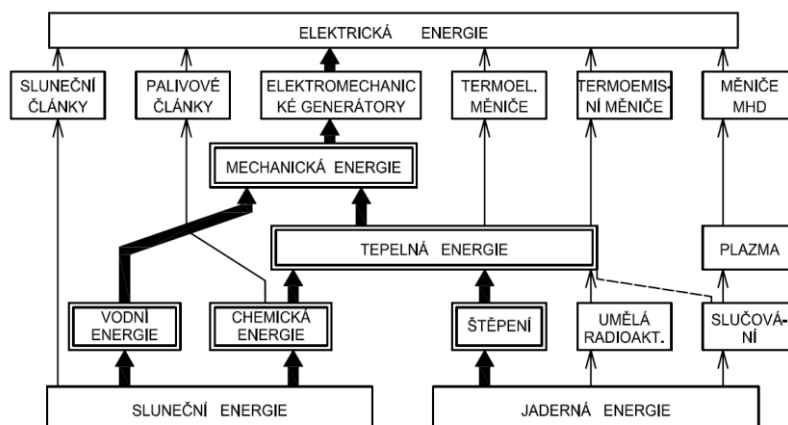 ELEKTRICKÁ ENERGIE
SLUNEČNÍ
ČLÁNKY
PALIVOVÉ
ČLÁNKY
ELEKTROMECHANIC
KÉ GENERÁTORY
TERMOEL.
MĚNIČE
TERMOEMIS-
NÍ MĚNIČE
MĚNIČE
MHD
MECHANICKÁ ENERGIE
TEPELNÁ ENERGIE
PLAZMA
VODNÍ
ENERGIE
CHEMICKÁ
ENERGIE
ŠTĚPENÍ
UMĚLÁ
RADIOAKT.
SLUČOVÁ-
NÍ
SLUNEČNÍ ENERGIE
JADERNÁ ENERGIE